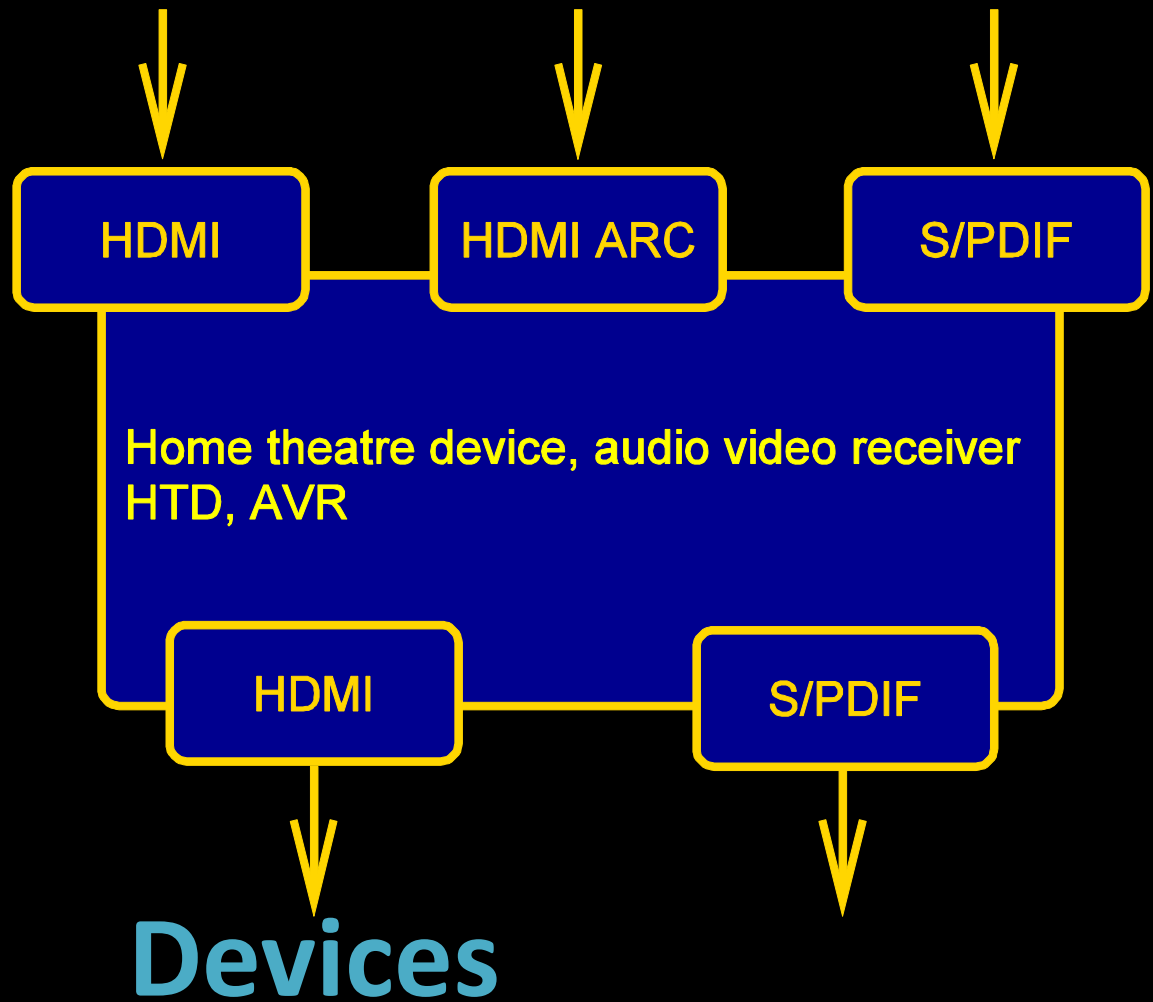 HDMI
HDMI ARC
S/PDIF
Home theatre device, audio video receiver
HTD, AVR
HDMI
S/PDIF
Devices